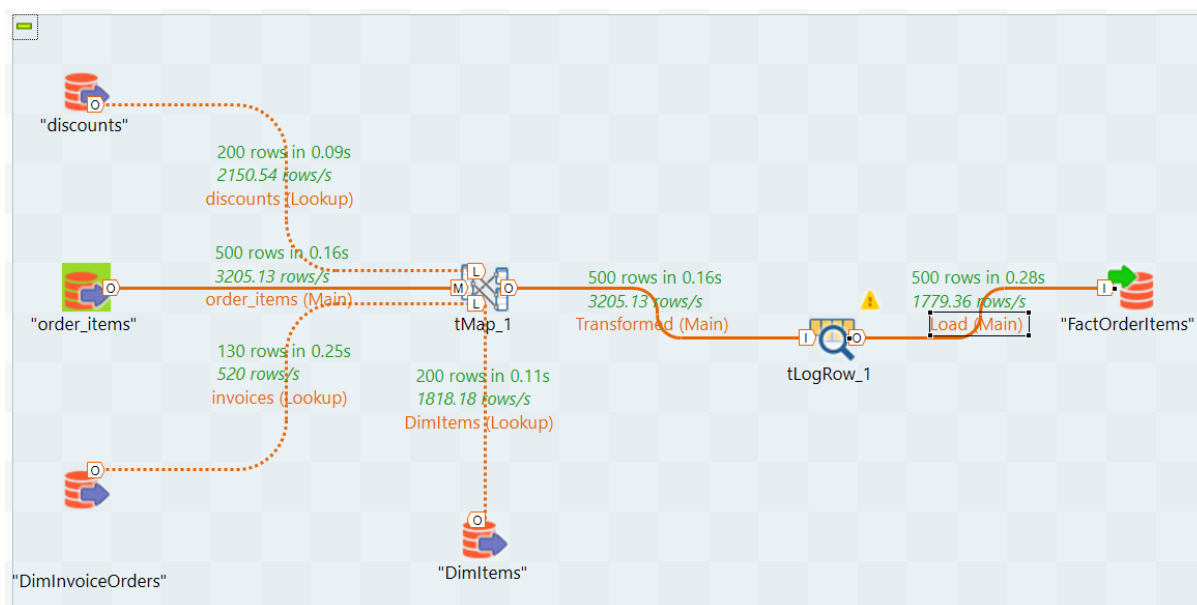 "discounts"
200 rows in 0.09s
2150.54 rows/s
discounts (Lookup)
500 rows in 0.16s
3205.13 rows/s
order_items (Main)
"order_items"
O
O
M
L
L
O
tMap_1
500 rows in 0.16s
3205.13 rows/s
Transformed (Main)
I
O
tLogRow_1
500 rows in 0.28s
1779.36 rows/s
Load (Main)
I
"FactOrderItems"
130 rows in 0.25s
520 rows/s
invoices (Lookup)
200 rows in 0.11s
1818.18 rows/s
DimItems (Lookup)
O
"DimInvoiceOrders"
O
"DimItems"